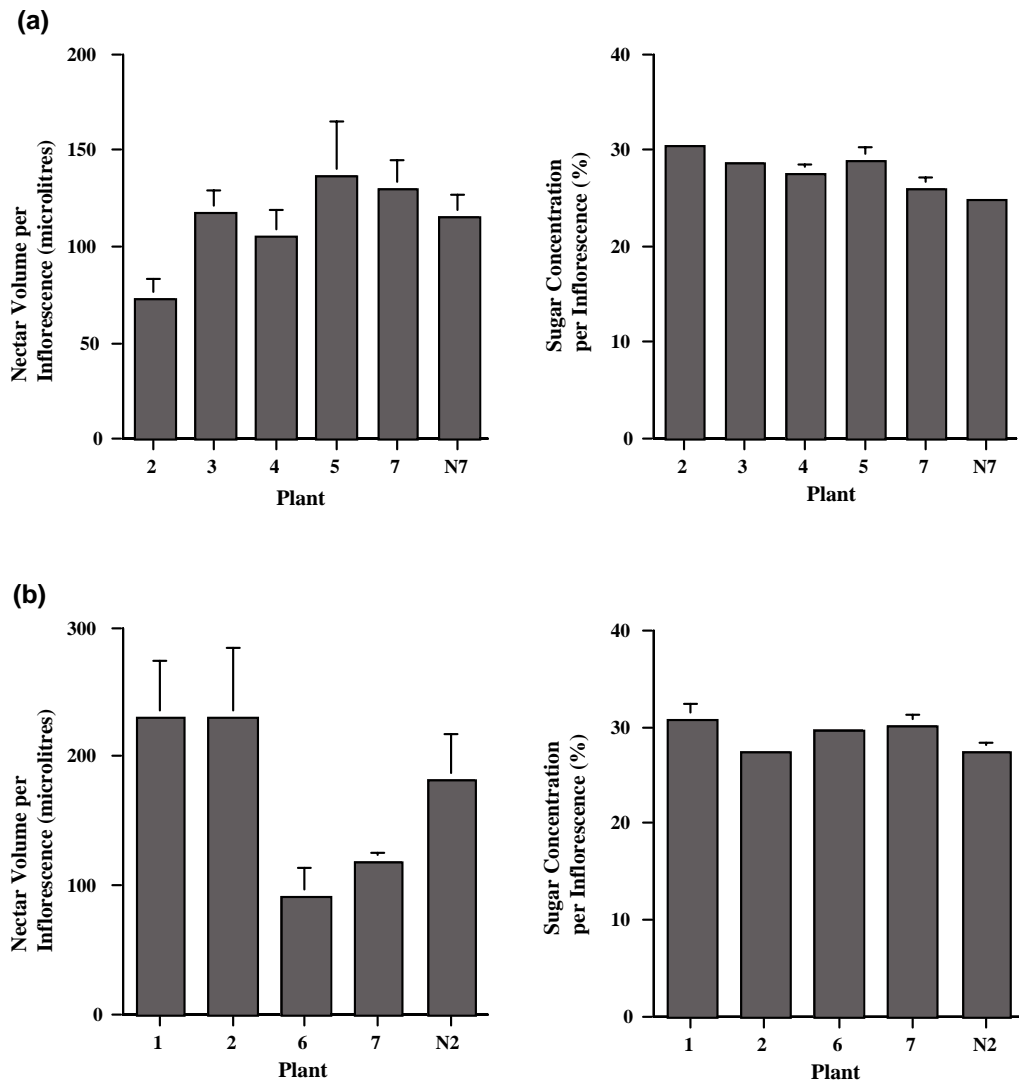 (a)
Nectar Volume per
Inflorescence (microlitres)
200
150
100
50
0
2 3 4 5 7 N7
Plant
Sugar Concentration
per Inflorescence (%)
40
30
20
10
0
2 3 4 5 7 N7
Plant
(b)
Nectar Volume per
Inflorescence (microlitres)
300
200
100
0
1 2 6 7 N2
Plant
Sugar Concentration
per Inflorescence (%)
40
30
20
10
0
1 2 6 7 N2
Plant